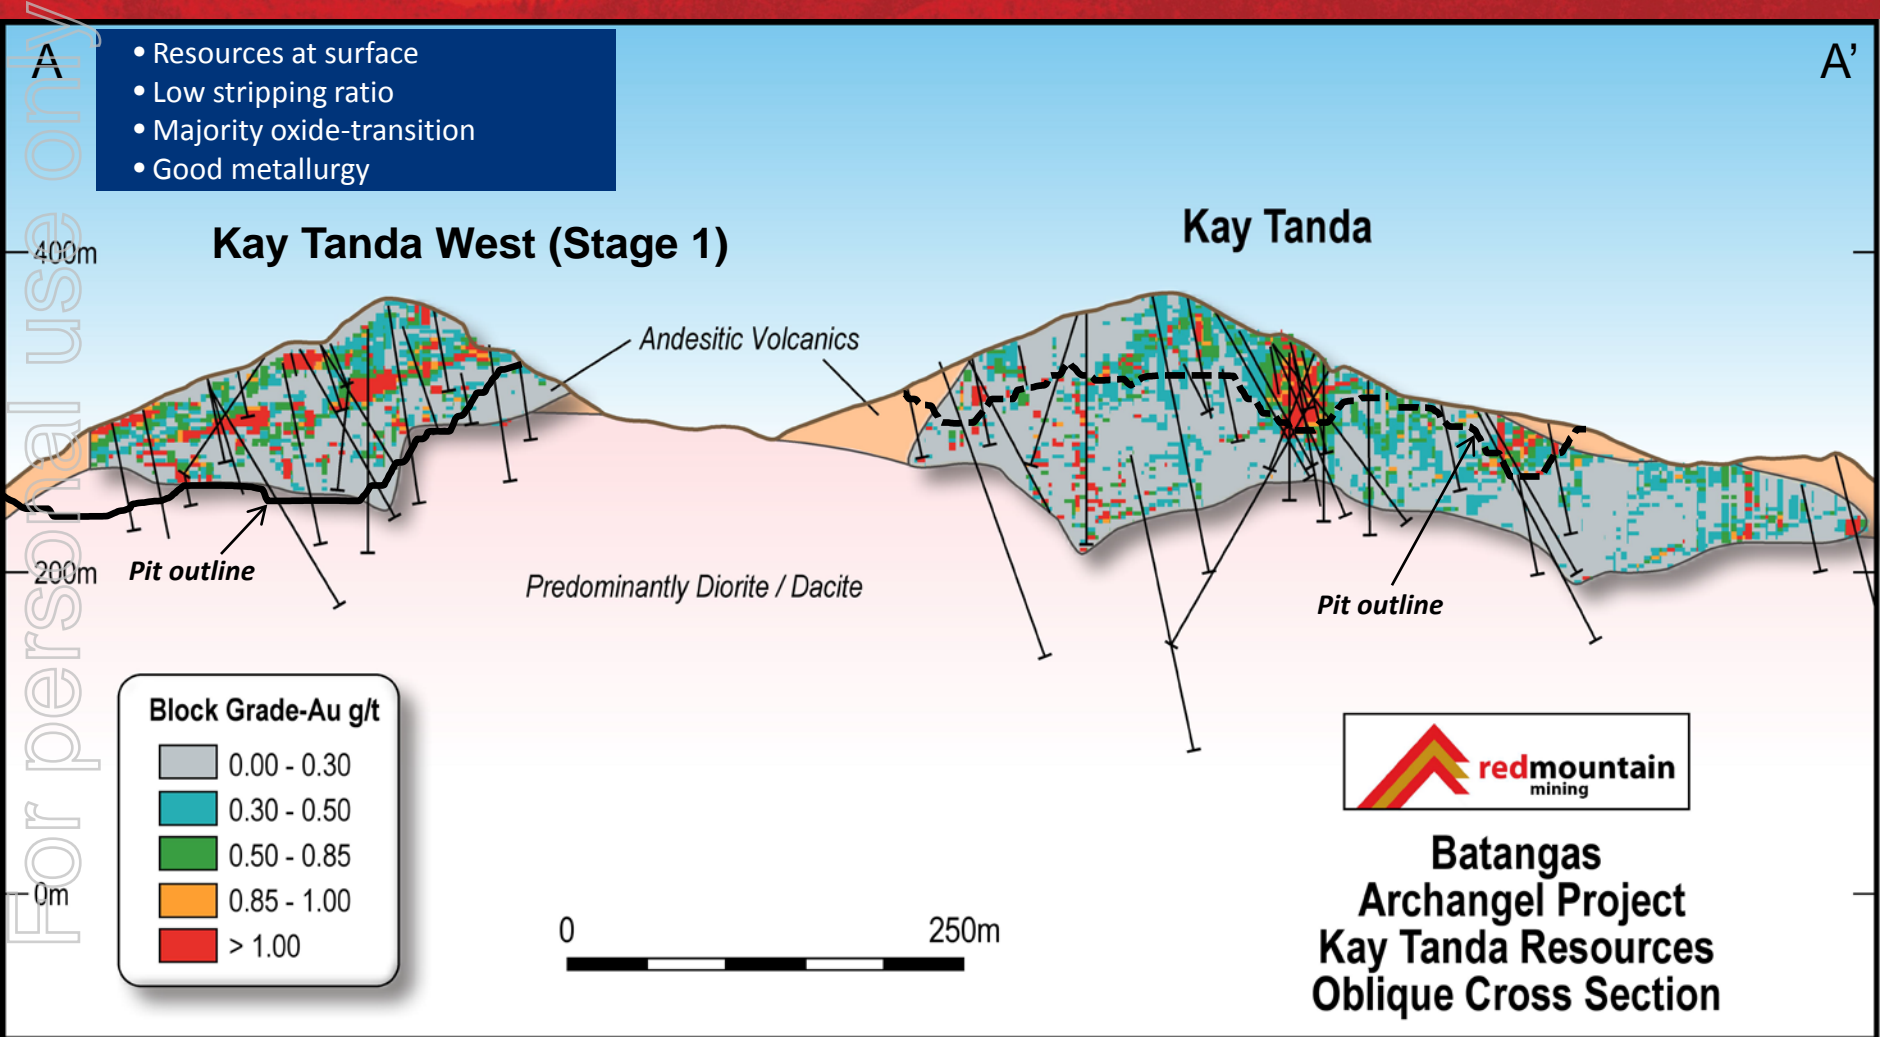 For personal use only
A
A’
• Resources at surface
• Low stripping ratio
• Majority oxide-transition
• Good metallurgy
Kay Tanda West (Stage 1)
Kay Tanda
400m
Andesitic Volcanics
200m
Pit outline
Predominantly Diorite / Dacite
Pit outline
Block Grade-Au g/t
0.00 - 0.30
0.30 - 0.50
0.50 - 0.85
0.85 - 1.00
> 1.00
0m
0
250m
redmountain
mining
Batangas
Archangel Project
Kay Tanda Resources
Oblique Cross Section